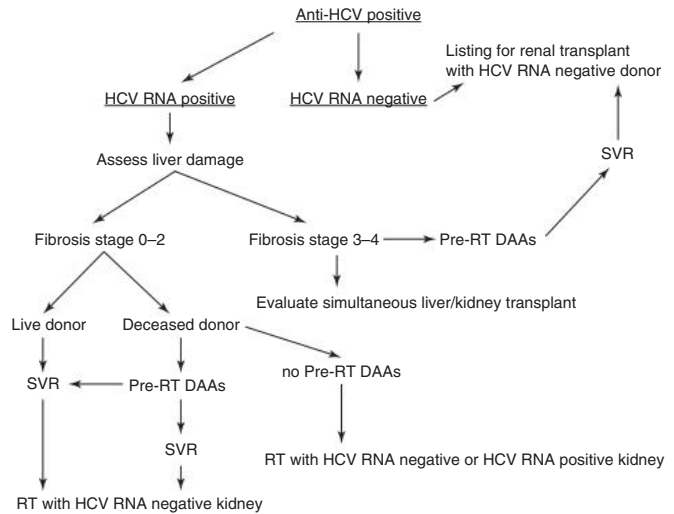 Anti-HCV positive
Listing for renal transplant
with HCV RNA negative donor
HCV RNA positive
HCV RNA negative
SVR
Assess liver damage
Fibrosis stage 0–2
Fibrosis stage 3–4
Pre-RT DAAs
Evaluate simultaneous liver/kidney transplant
Live donor
Deceased donor
no Pre-RT DAAs
SVR
Pre-RT DAAs
SVR
RT with HCV RNA negative or HCV RNA positive kidney
RT with HCV RNA negative kidney